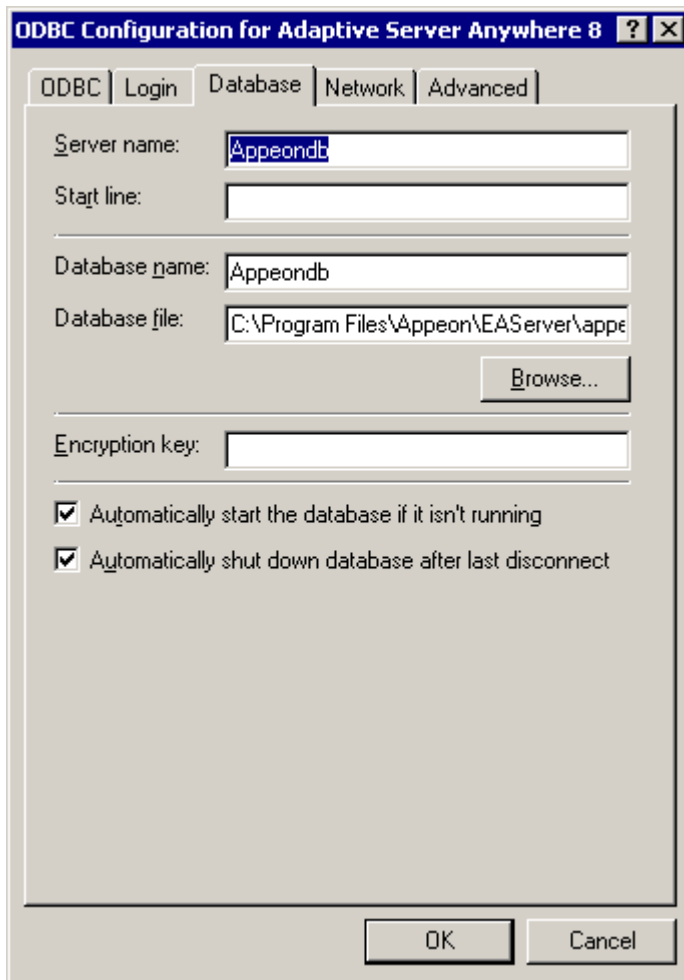 ODBC Configuration for Adaptive Server Anywhere 8 ?
ODBC Login Database Network Advanced
Server name: Appeondb
Start line:
Database name: Appeondb
Database file: C:\Program Files\Appeon\EAServer\appe
Browse...
Encryption key:
Automatically start the database if it isn't running
Automatically shut down database after last disconnect
OK Cancel